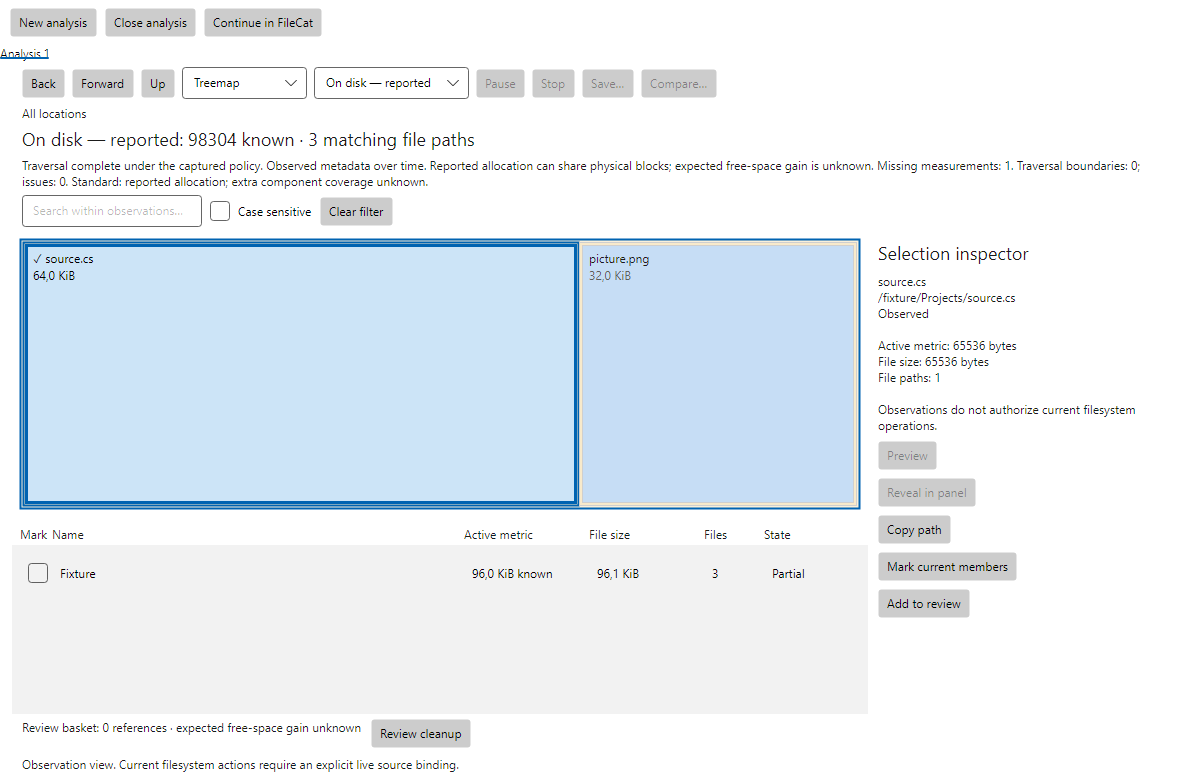 New analysis Close analysis Continue in FileCat
Analysis 1
Back Forward Up Treemap On disk — reported Pause Stop Save... Compare...
All locations
On disk — reported: 98304 known · 3 matching file paths
Traversal complete under the captured policy. Observed metadata over time. Reported allocation can share physical blocks; expected free-space gain is unknown. Missing measurements: 1. Traversal boundaries: 0;
issues: 0. Standard: reported allocation; extra component coverage unknown.
Search within observations... Case sensitive Clear filter
✓ source.cs
64,0 KiB
picture.png
32,0 KiB
Selection inspector
source.cs
/fixture/Projects/source.cs
Observed
Active metric: 65536 bytes
File size: 65536 bytes
File paths: 1
Observations do not authorize current filesystem
operations.
Preview
Reveal in panel
Copy path
Mark current members
Add to review
Mark Name Active metric File size Files State
Fixture 96,0 KiB known 96,1 KiB 3 Partial
Review basket: 0 references · expected free-space gain unknown Review cleanup
Observation view. Current filesystem actions require an explicit live source binding.